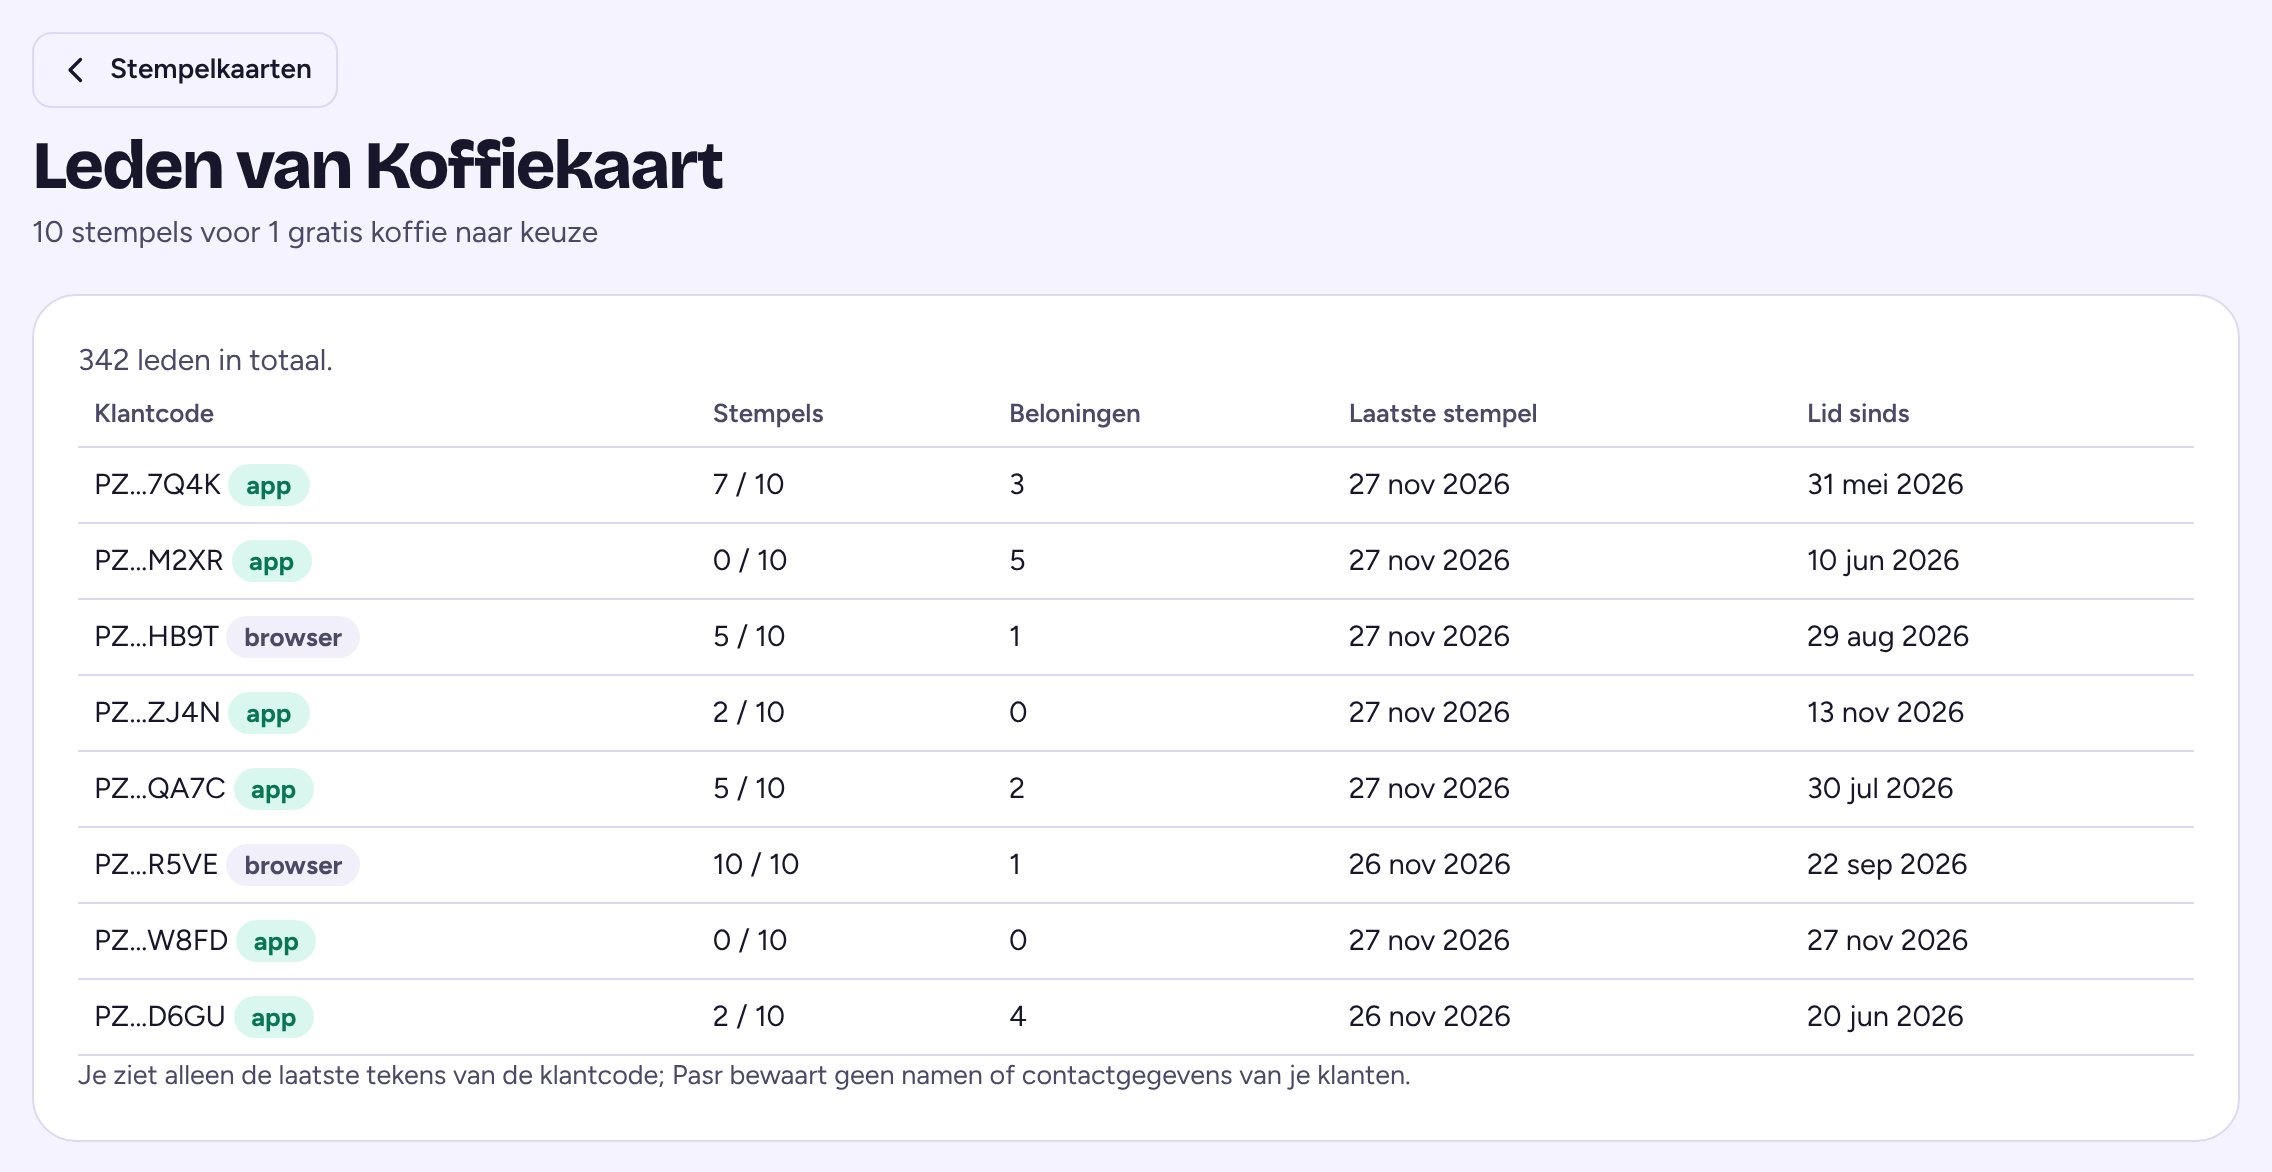 Stempelkaarten
Leden van Koffiekaart
10 stempels voor 1 gratis koffie naar keuze
342 leden in totaal.
Klantcode Stempels Beloningen Laatste stempel Lid sinds
PZ...7Q4K app 7 / 10 3 27 nov 2026 31 mei 2026
PZ...M2XR app 0 / 10 5 27 nov 2026 10 jun 2026
PZ...HB9T browser 5 / 10 1 27 nov 2026 29 aug 2026
PZ...ZJ4N app 2 / 10 0 27 nov 2026 13 nov 2026
PZ...QA7C app 5 / 10 2 27 nov 2026 30 jul 2026
PZ...R5VE browser 10 / 10 1 26 nov 2026 22 sep 2026
PZ...W8FD app 0 / 10 0 27 nov 2026 27 nov 2026
PZ...D6GU app 2 / 10 4 26 nov 2026 20 jun 2026
Je ziet alleen de laatste tekens van de klantcode; Pasr bewaart geen namen of contactgegevens van je klanten.